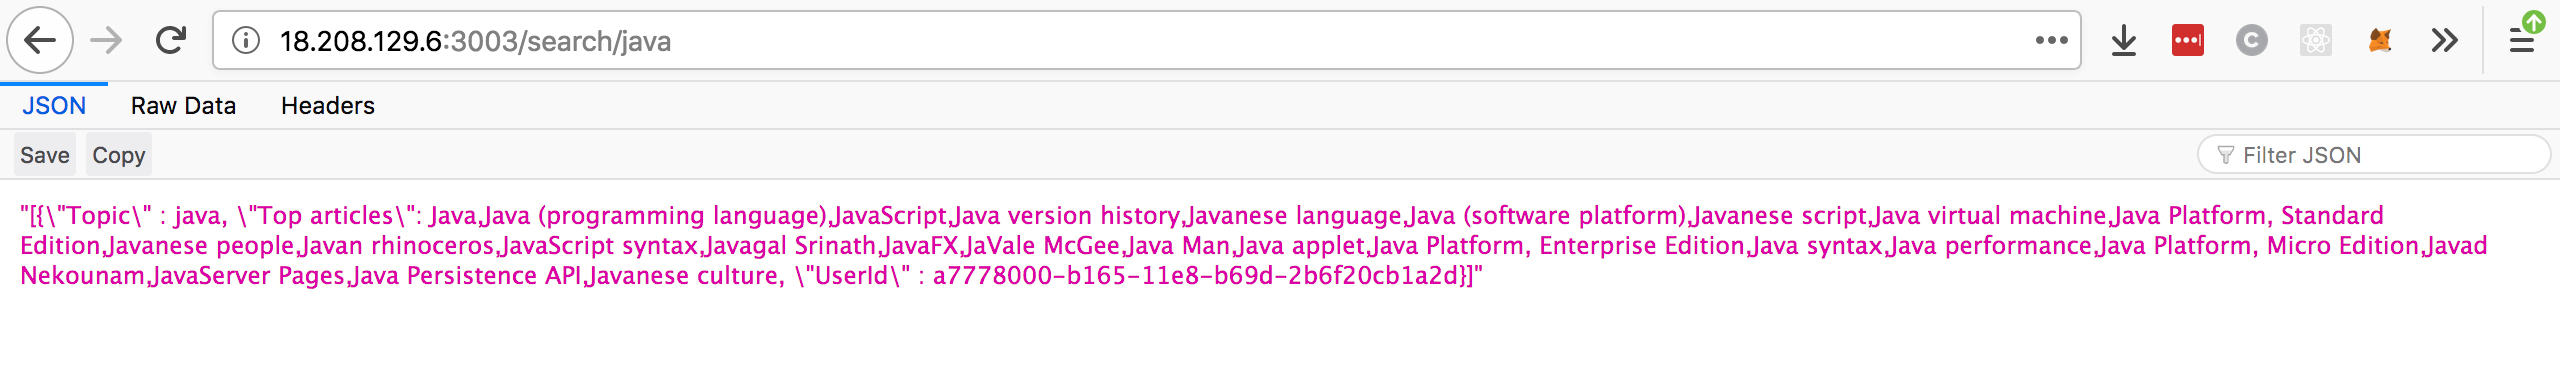 18.208.129.6:3003/search/java
JSON Raw Data Headers
Save Copy Filter JSON
"[{\"Topic\" : java, \"Top articles\": Java,Java (programming language),JavaScript,Java version history,Javanese language,Java (software platform),Javanese script,Java virtual machine,Java Platform, Standard
Edition,Javanese people,Javan rhinoceros,JavaScript syntax,Javagal Srinath,JavaFX,JaVale McGee,Java Man,Java applet,Java Platform, Enterprise Edition,Java syntax,Java performance,Java Platform, Micro Edition,Javad
Nekounam,JavaServer Pages,Java Persistence API,Javanese culture, \"UserId\" : a7778000-b165-11e8-b69d-2b6f20cb1a2d}]"